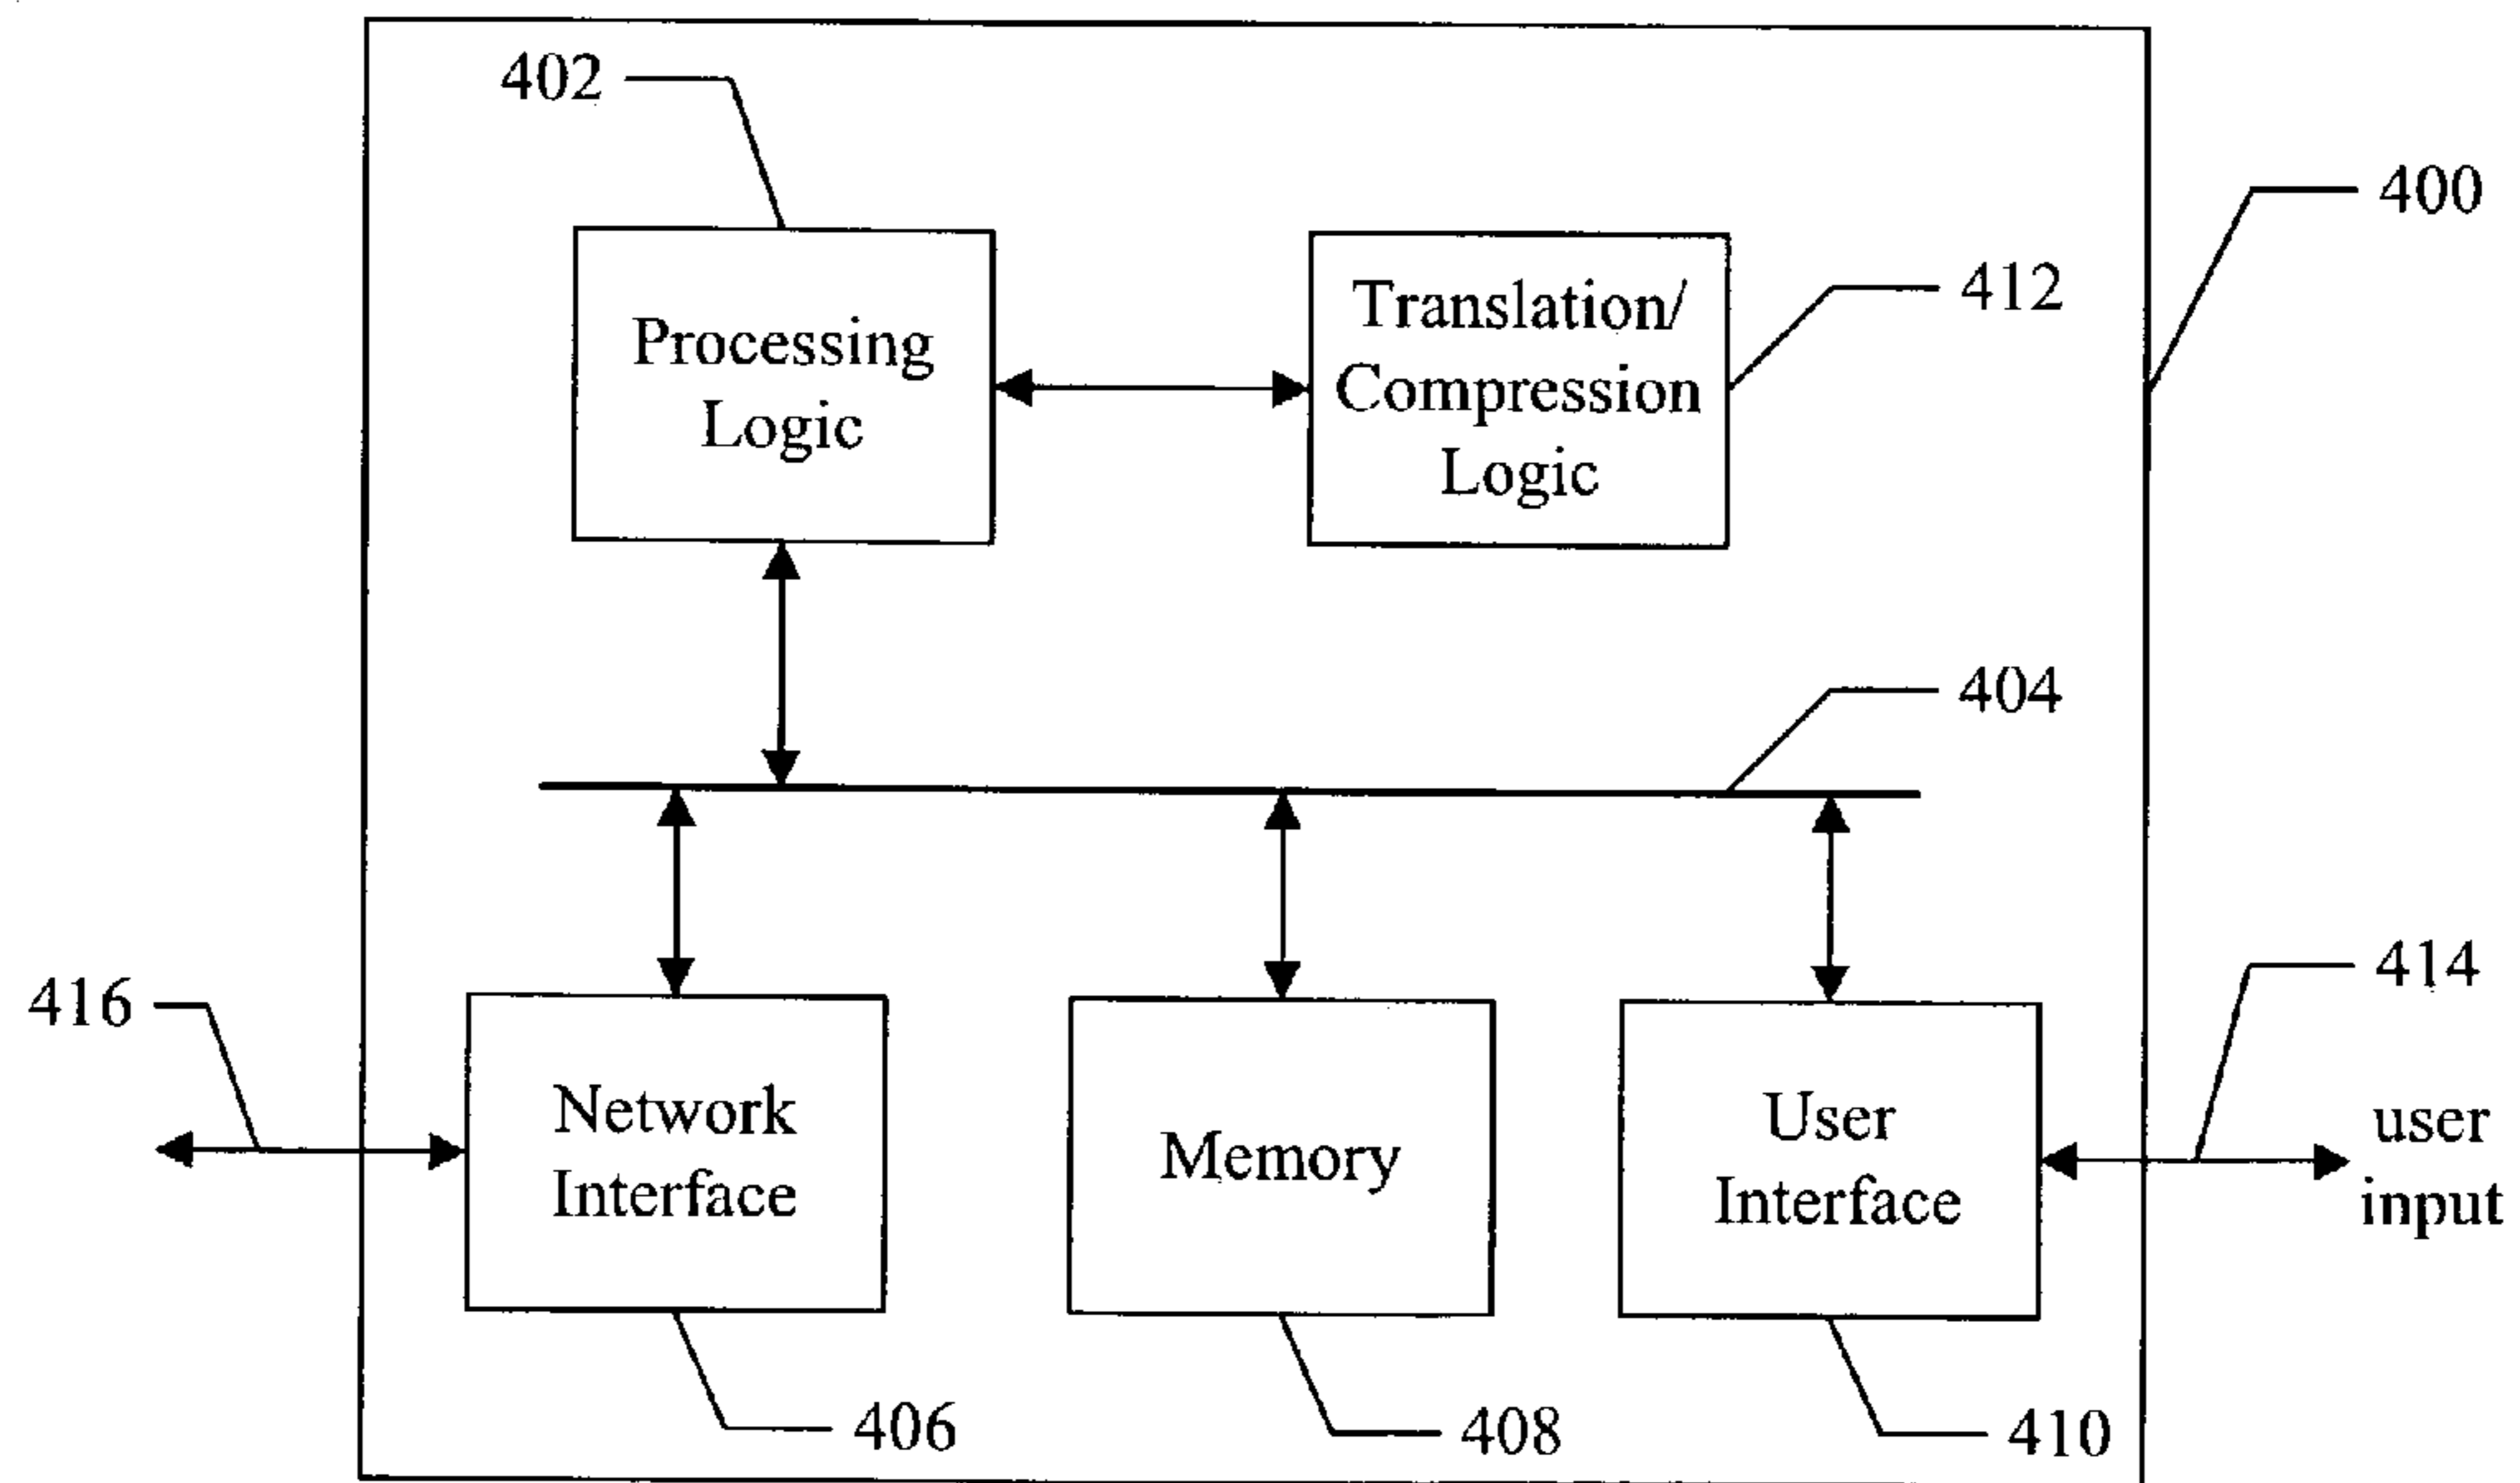 402
400
Processing
Logic
Translation/
Compression
Logic
412
404
416
414
Network
Interface
Memory
User
Interface
user
input
406
408
410